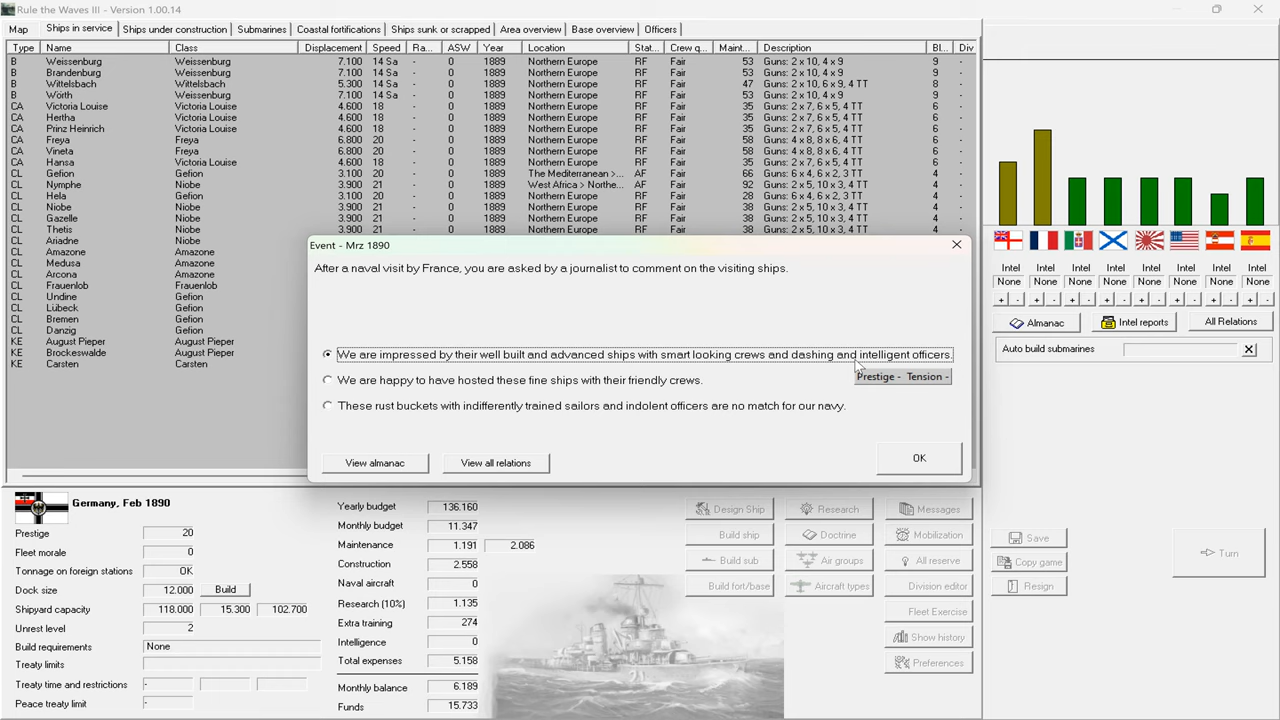 Rule the Waves III - Version 1.00.14
Map Ships in service Ships under construction Submarines Coastal fortifications Ships sunk or scrapped Area overview Base overview Officers
Type Name Class Displacement Speed Ra... ASW Year Location Stat... Crew q... Maint... Description Bl... Div
B Weissenburg Weissenburg 7.100 14 Sa - 0 1889 Northern Europe RF Fair 53 Guns: 2 x 10, 4 x 9 9 -
B Brandenburg Weissenburg 7.100 14 Sa - 0 1889 Northern Europe RF Fair 53 Guns: 2 x 10, 4 x 9 9 -
B Wittelsbach Wittelsbach 5.300 14 Sa - 0 1889 Northern Europe RF Fair 47 Guns: 2 x 10, 6 x 9, 4 TT 8 -
B Wörth Weissenburg 7.100 14 Sa - 0 1889 Northern Europe RF Fair 53 Guns: 2 x 10, 4 x 9 9 -
CA Victoria Louise Victoria Louise 4.600 18 - 0 1889 Northern Europe RF Fair 35 Guns: 2 x 7, 6 x 5, 4 TT 6 -
CA Hertha Victoria Louise 4.600 18 - 0 1889 Northern Europe RF Fair 35 Guns: 2 x 7, 6 x 5, 4 TT 6 -
CA Prinz Heinrich Victoria Louise 4.600 18 - 0 1889 Northern Europe RF Fair 35 Guns: 2 x 7, 6 x 5, 4 TT 6 -
CA Freya Freya 6.800 20 - 0 1889 Northern Europe RF Fair 58 Guns: 4 x 8, 8 x 6, 4 TT 6 -
CA Vineta Freya 6.800 20 - 0 1889 Northern Europe RF Fair 58 Guns: 4 x 8, 8 x 6, 4 TT 6 -
CA Hansa Victoria Louise 4.600 18 - 0 1889 Northern Europe RF Fair 35 Guns: 2 x 7, 6 x 5, 4 TT 6 -
CL Gefion Gefion 3.100 20 - 0 1889 The Mediterranean >... AF Fair 66 Guns: 6 x 4, 6 x 2, 3 TT 4 -
CL Nymphe Niobe 3.900 21 - 0 1889 West Africa > Northe... AF Fair 92 Guns: 2 x 5, 10 x 3, 4 TT 4 -
CL Hela Gefion 3.100 20 - 0 1889 Northern Europe RF Fair 28 Guns: 6 x 4, 6 x 2, 3 TT 4 -
CL Niobe Niobe 3.900 21 - 0 1889 Northern Europe RF Fair 38 Guns: 2 x 5, 10 x 3, 4 TT 4 -
CL Gazelle Niobe 3.900 21 - 0 1889 Northern Europe RF Fair 38 Guns: 2 x 5, 10 x 3, 4 TT 4 -
CL Thetis Niobe 3.900 21 - 0 1889 Northern Europe RF Fair 38 Guns: 2 x 5, 10 x 3, 4 TT 4 -
CL Ariadne Niobe
CL Amazone Amazone
CL Medusa Amazone
CL Arcona Amazone
CL Frauenlob Frauenlob
CL Undine Gefion
CL Lübeck Gefion
CL Bremen Gefion
CL Danzig Gefion
KE August Pieper August Pieper
KE Brockeswalde August Pieper
KE Carsten Carsten
Event - Mrz 1890
After a naval visit by France, you are asked by a journalist to comment on the visiting ships.
We are impressed by their well built and advanced ships with smart looking crews and dashing and intelligent officers.
Prestige - Tension -
We are happy to have hosted these fine ships with their friendly crews.
These rust buckets with indifferently trained sailors and indolent officers are no match for our navy.
View almanac View all relations OK
Intel Intel Intel Intel Intel Intel Intel Intel
None None None None None None None None
+ - + - + - + - + - + - + - + -
Almanac Intel reports All Relations
Auto build submarines X
Germany, Feb 1890
Prestige 20
Fleet morale 0
Tonnage on foreign stations OK
Dock size 12.000 Build
Shipyard capacity 118.000 15.300 102.700
Unrest level 2
Build requirements None
Treaty limits
Treaty time and restrictions -
Peace treaty limit -
Yearly budget 136.160
Monthly budget 11.347
Maintenance 1.191 2.086
Construction 2.558
Naval aircraft 0
Research (10%) 1.135
Extra training 274
Intelligence 0
Total expenses 5.158
Monthly balance 6.189
Funds 15.733
Design Ship Research Messages
Build ship Doctrine Mobilization
Build sub Air groups All reserve
Build fort/base Aircraft types Division editor
Fleet Exercise
Show history
Preferences
Save
Copy game
Resign
Turn